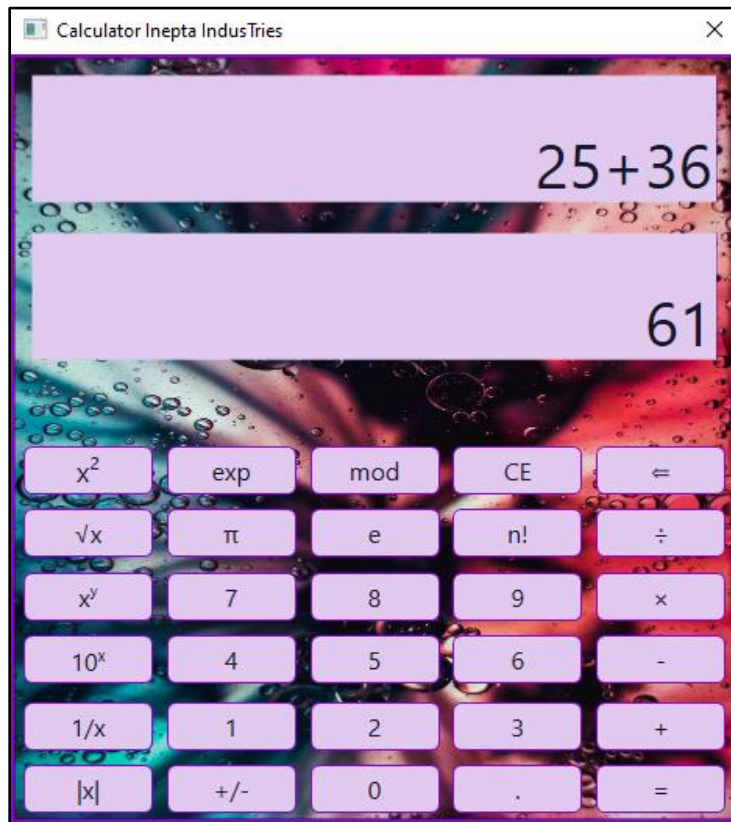 Calculator Inepta IndusTries
25+36
61
x² exp mod CE ⇐
√x π e n! ÷
xʸ 7 8 9 ×
10ˣ 4 5 6 -
1/x 1 2 3 +
|x| +/- 0 . =